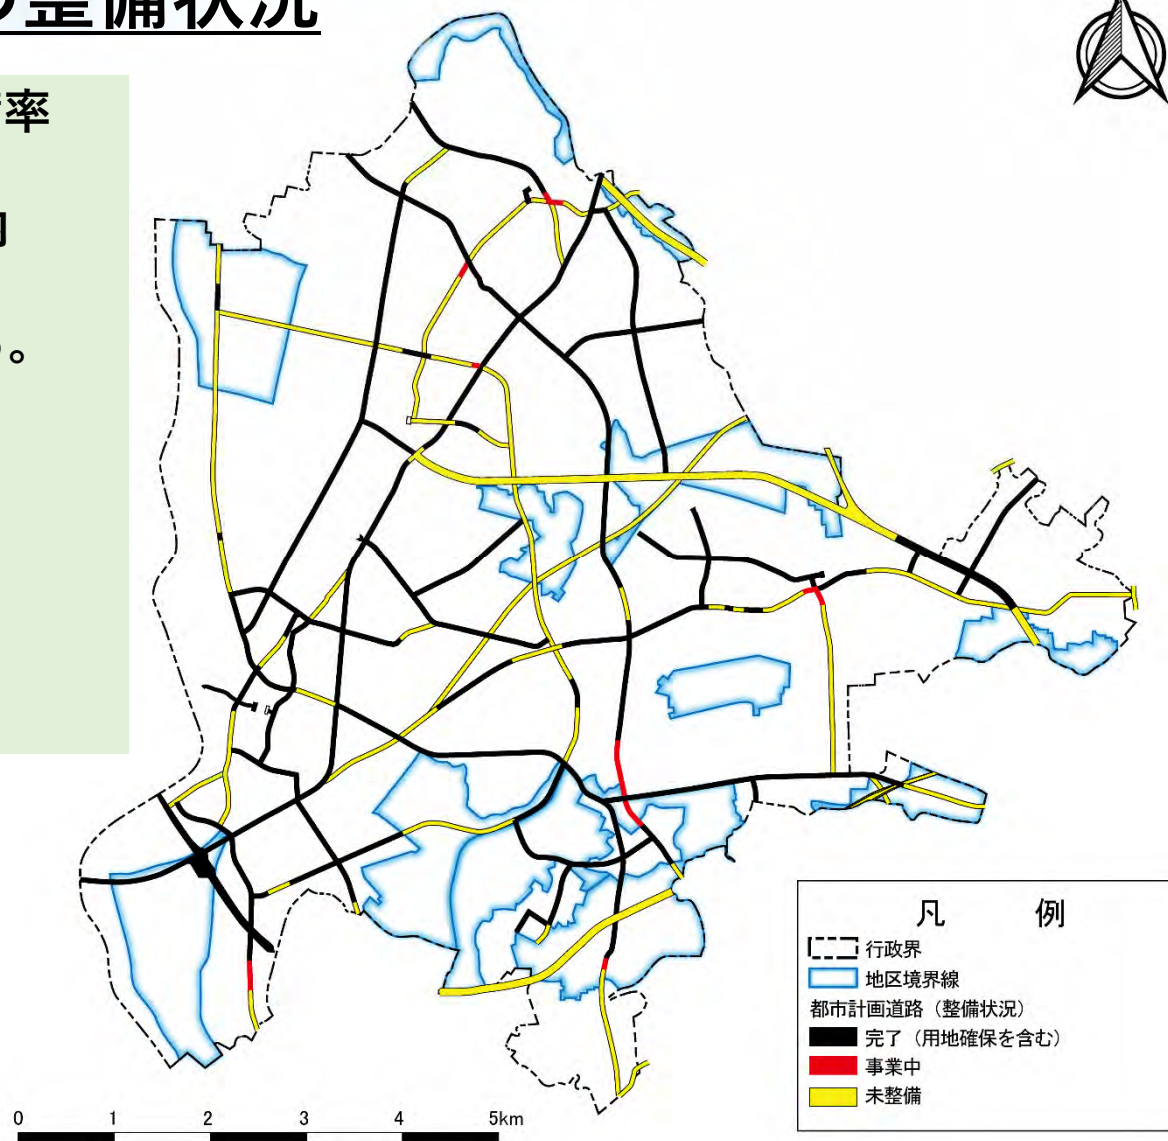 の整備状況
率
。
凡 例
行政界
地区境界線
都市計画道路（整備状況）
完了（用地確保を含む）
事業中
未整備
0 1 2 3 4 5km